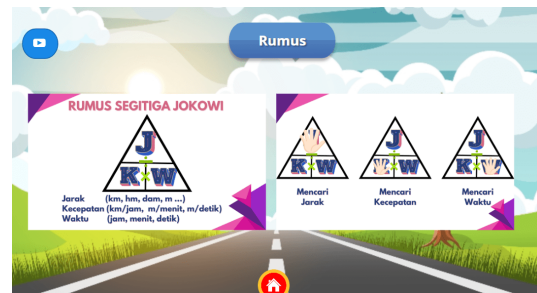 Rumus
RUMUS SEGITIGA JOKOWI
J
÷
K × W
Jarak (km, hm, dam, m ...)
Kecepatan (km/jam, m/menit, m/detik)
Waktu (jam, menit, detik)
÷
K × W
Mencari
Jarak
J
÷
× W
Mencari
Kecepatan
J
÷
K ×
Mencari
Waktu